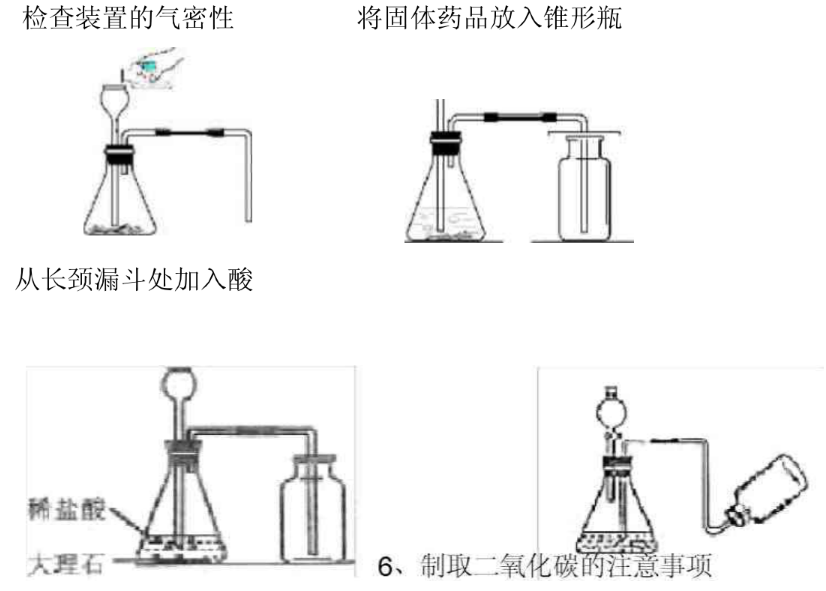 检查装置的气密性
将固体药品放入锥形瓶
从长颈漏斗处加入酸
稀盐酸
大理石
6、制取二氧化碳的注意事项